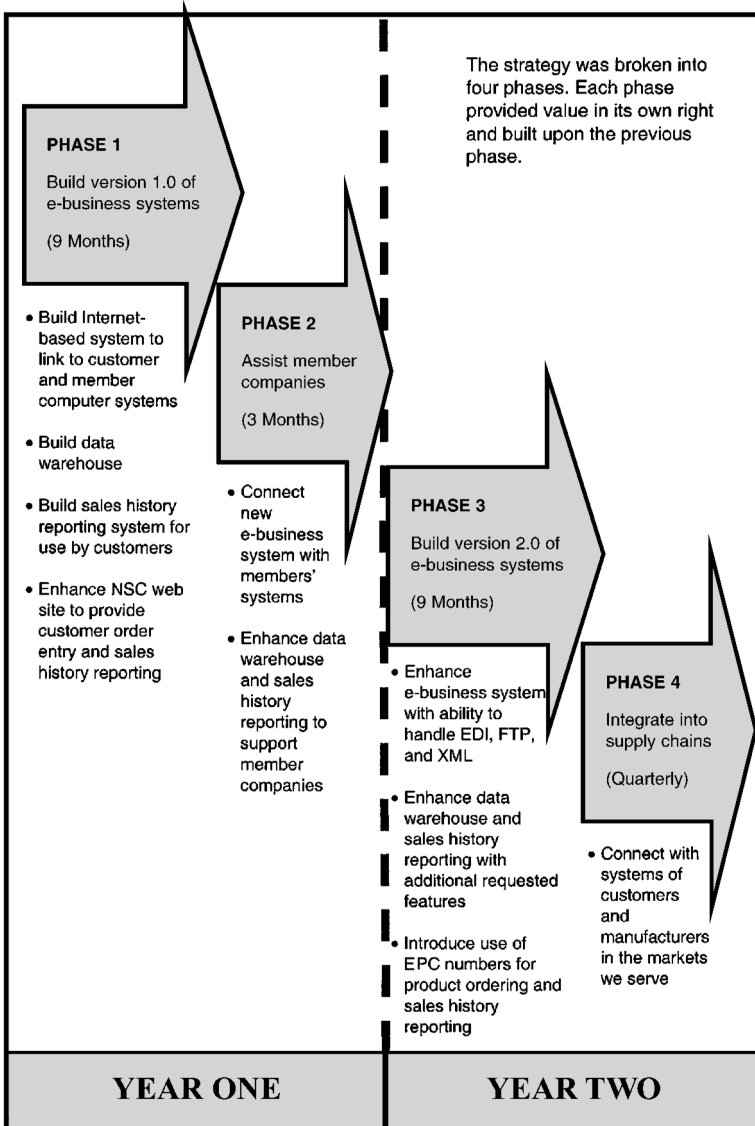 The strategy was broken into
four phases. Each phase
provided value in its own right
and built upon the previous
phase.
PHASE 1
Build version 1.0 of
e-business systems
(9 Months)
• Build Internet-
based system to
link to customer
and member
computer systems
• Build data
warehouse
• Build sales history
reporting system for
use by customers
• Enhance NSC web
site to provide
customer order
entry and sales
history reporting
PHASE 2
Assist member
companies
(3 Months)
• Connect
new
e-business
system with
members'
systems
• Enhance data
warehouse
and sales
history
reporting to
support
member
companies
PHASE 3
Build version 2.0 of
e-business systems
(9 Months)
• Enhance
e-business system
with ability to
handle EDI, FTP,
and XML
• Enhance data
warehouse and
sales history
reporting with
additional requested
features
• Introduce use of
EPC numbers for
product ordering and
sales history
reporting
PHASE 4
Integrate into
supply chains
(Quarterly)
• Connect with
systems of
customers
and
manufacturers
in the markets
we serve
YEAR ONE
YEAR TWO